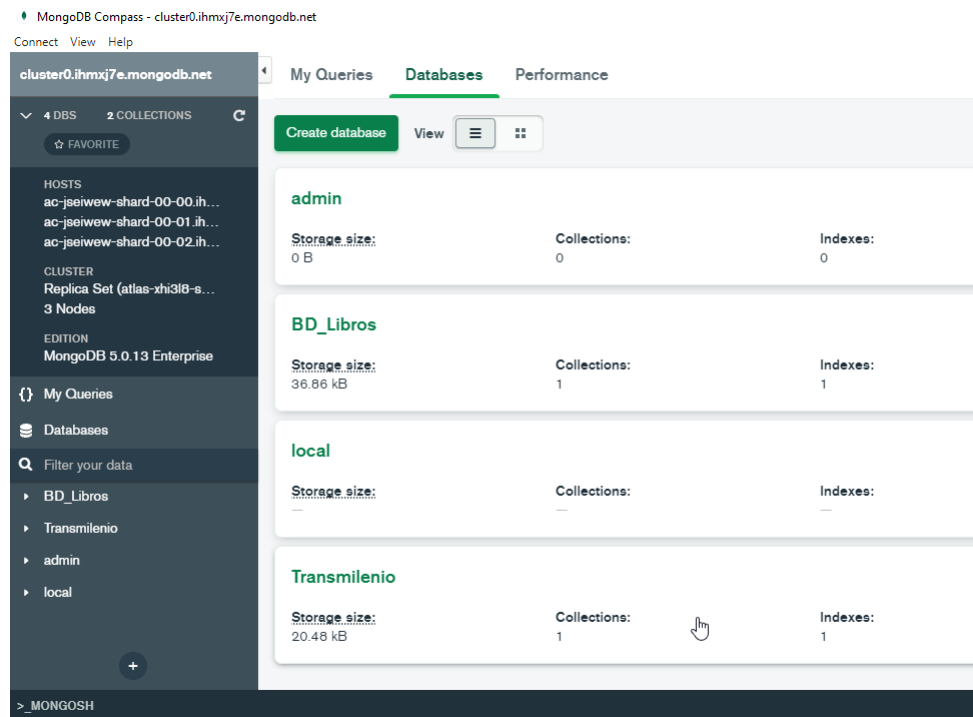 MongoDB Compass - cluster0.ihmxj7e.mongodb.net
Connect View Help
cluster0.ihmxj7e.mongodb.net
4 DBS 2 COLLECTIONS
FAVORITE
HOSTS
ac-jseiwew-shard-00-00.ih...
ac-jseiwew-shard-00-01.ih...
ac-jseiwew-shard-00-02.ih...
CLUSTER
Replica Set (atlas-xhi3l8-s...
3 Nodes
EDITION
MongoDB 5.0.13 Enterprise
{} My Queries
Databases
Filter your data
BD_Libros
Transmilenio
admin
local
+
>_MONGOSH
My Queries Databases Performance
Create database View
admin
Storage size: Collections: Indexes:
0 B 0 0
BD_Libros
Storage size: Collections: Indexes:
36.86 kB 1 1
local
Storage size: Collections: Indexes:
— — —
Transmilenio
Storage size: Collections: Indexes:
20.48 kB 1 1